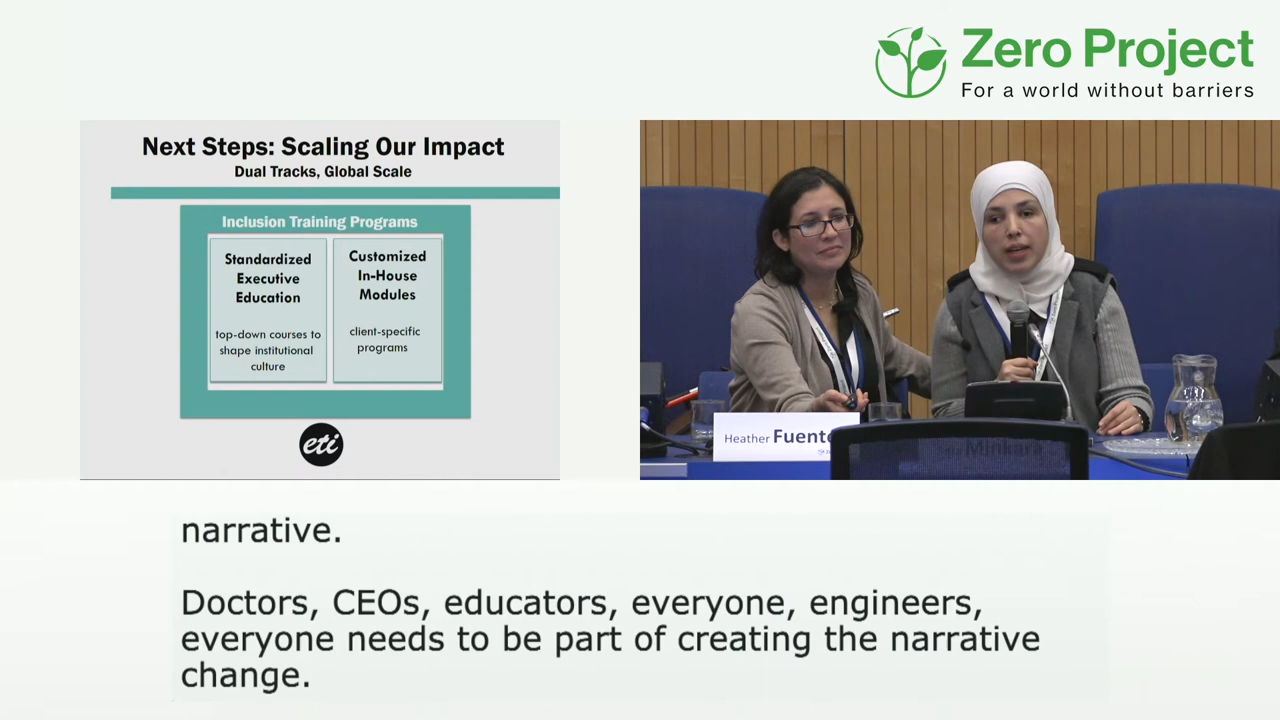 Zero Project
For a world without barriers
Next Steps: Scaling Our Impact
Dual Tracks, Global Scale
Inclusion Training Programs
Standardized
Executive
Education
top-down courses to
shape institutional
culture
Customized
In-House
Modules
client-specific
programs
eti
Heather Fuente
Minkara
narrative.
Doctors, CEOs, educators, everyone, engineers,
everyone needs to be part of creating the narrative
change.